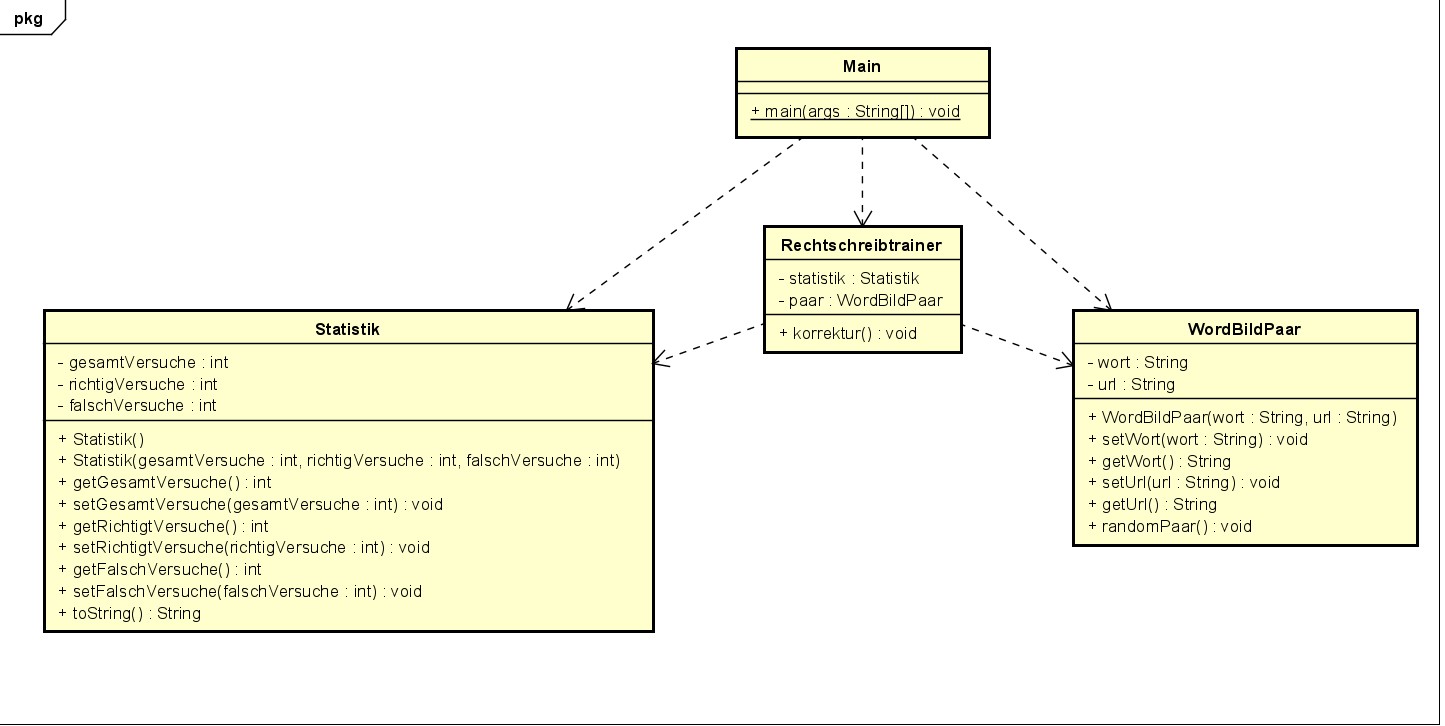 pkg
Main
+ main(args : String[]) : void
Rechtschreibtrainer
- statistik : Statistik
- paar : WordBildPaar
+ korrektur() : void
Statistik
- gesamtVersuche : int
- richtigVersuche : int
- falschVersuche : int
+ Statistik()
+ Statistik(gesamtVersuche : int, richtigVersuche : int, falschVersuche : int)
+ getGesamtVersuche() : int
+ setGesamtVersuche(gesamtVersuche : int) : void
+ getRichtigtVersuche() : int
+ setRichtigtVersuche(richtigVersuche : int) : void
+ getFalschVersuche() : int
+ setFalschVersuche(falschVersuche : int) : void
+ toString() : String
WordBildPaar
- wort : String
- url : String
+ WordBildPaar(wort : String, url : String)
+ setWort(wort : String) : void
+ getWort() : String
+ setUrl(url : String) : void
+ getUrl() : String
+ randomPaar() : void